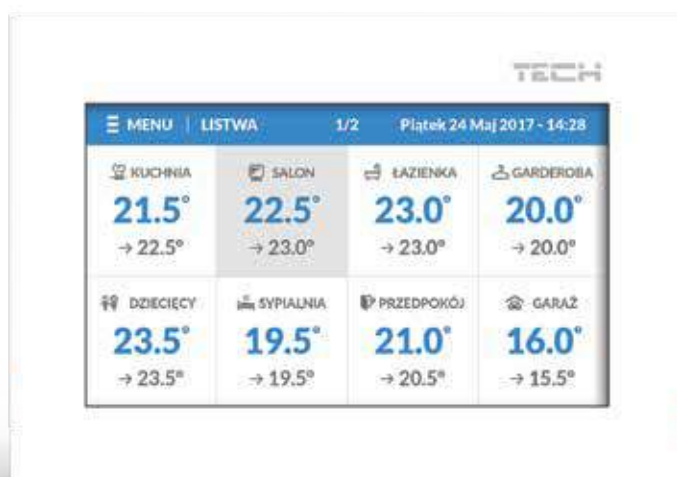 TECH
MENU | LISTWA 1/2 Piątek 24 Maj 2017 - 14:28
KUCHNIA SALON ŁAZIENKA GARDEROBA
21.5° 22.5° 23.0° 20.0°
→ 22.5° → 23.0° → 23.0° → 20.0°
DZIECIĘCY SYPIALNIA PRZEDPOKÓJ GARAŻ
23.5° 19.5° 21.0° 16.0°
→ 23.5° → 19.5° → 20.5° → 15.5°